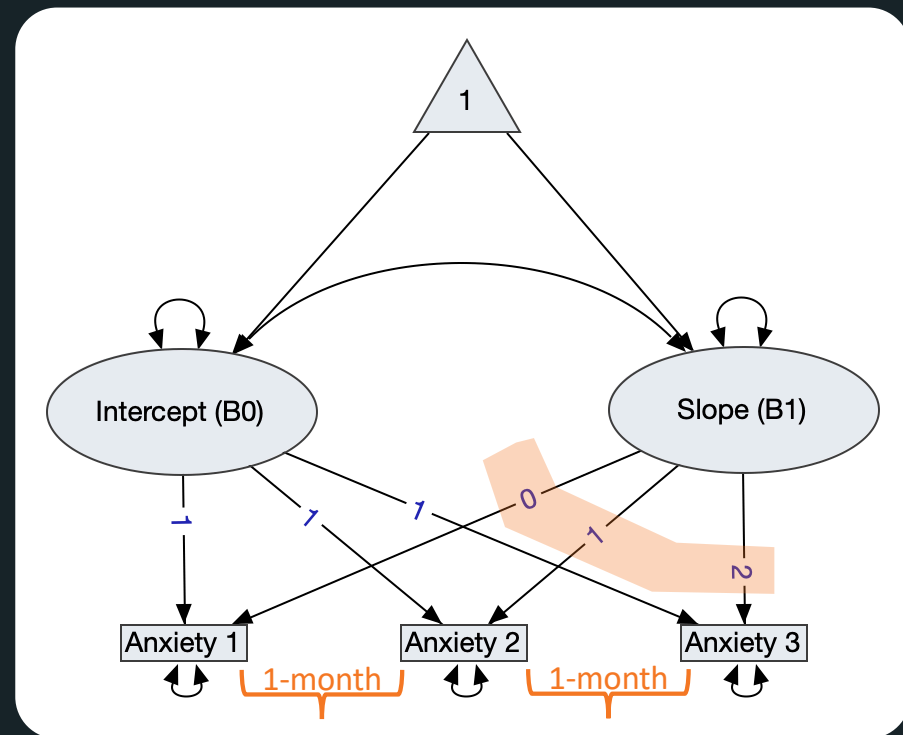 1
Intercept (B0)
Slope (B1)
1
1
1
0
1
2
Anxiety 1
Anxiety 2
Anxiety 3
1-month
1-month